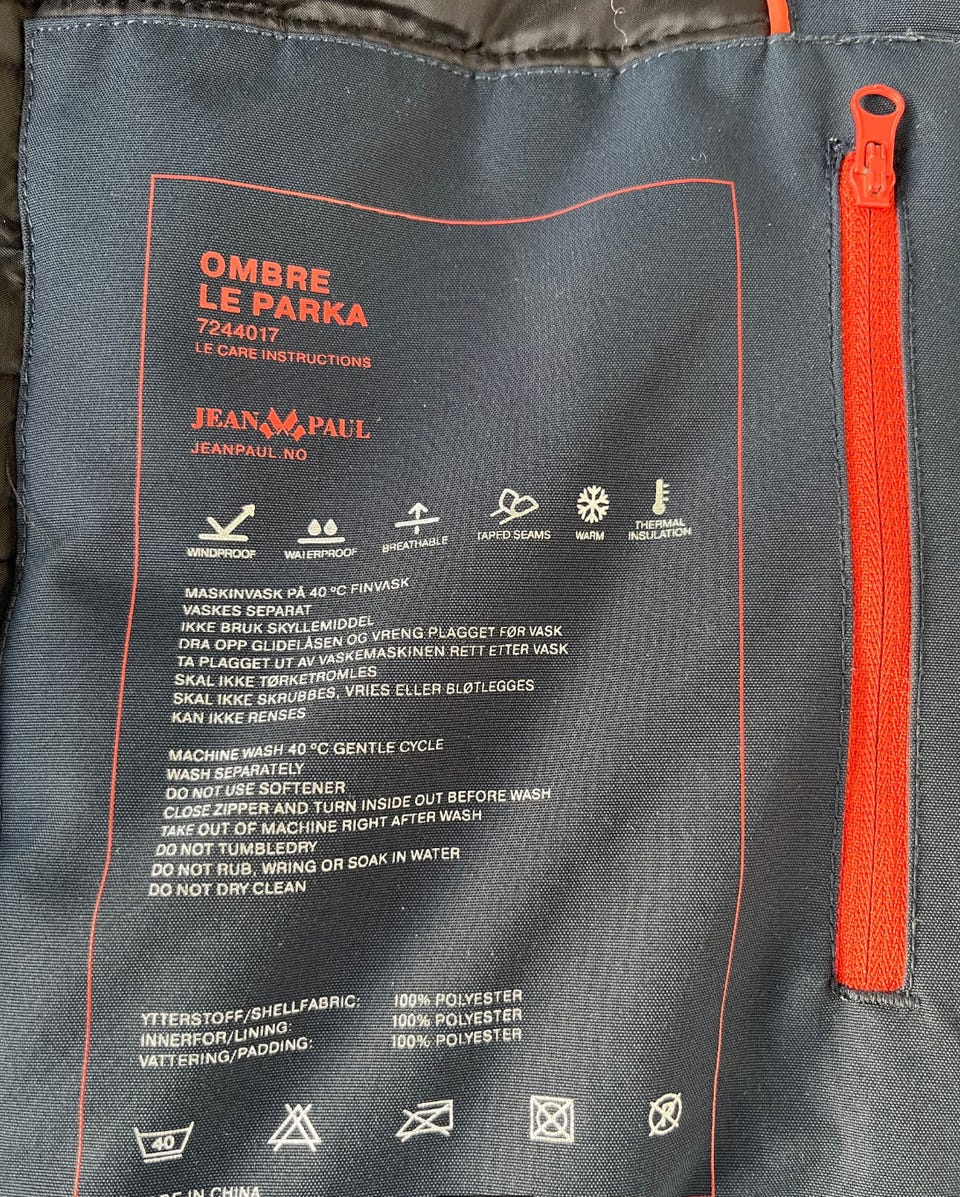 OMBRE
LE PARKA
7244017
LE CARE INSTRUCTIONS
JEAN PAUL
JEANPAUL.NO
WINDPROOF
WATERPROOF
BREATHABLE
TAPED SEAMS
WARM
THERMAL
INSULATION
MASKINVASK PÅ 40 °C FINVASK
VASKES SEPARAT
IKKE BRUK SKYLLEMIDDEL
DRA OPP GLIDELÅSEN OG VRENG PLAGGET FØR VASK
TA PLAGGET UT AV VASKEMASKINEN RETT ETTER VASK
SKAL IKKE TØRKETROMLES
SKAL IKKE SKRUBBES, VRIES ELLER BLØTLEGGES
KAN IKKE RENSES
MACHINE WASH 40 °C GENTLE CYCLE
WASH SEPARATELY
DO NOT USE SOFTENER
CLOSE ZIPPER AND TURN INSIDE OUT BEFORE WASH
TAKE OUT OF MACHINE RIGHT AFTER WASH
DO NOT TUMBLEDRY
DO NOT RUB, WRING OR SOAK IN WATER
DO NOT DRY CLEAN
YTTERSTOFF/SHELLFABRIC: 100% POLYESTER
INNERFOR/LINING: 100% POLYESTER
VATTERING/PADDING: 100% POLYESTER
40
IN CHINA